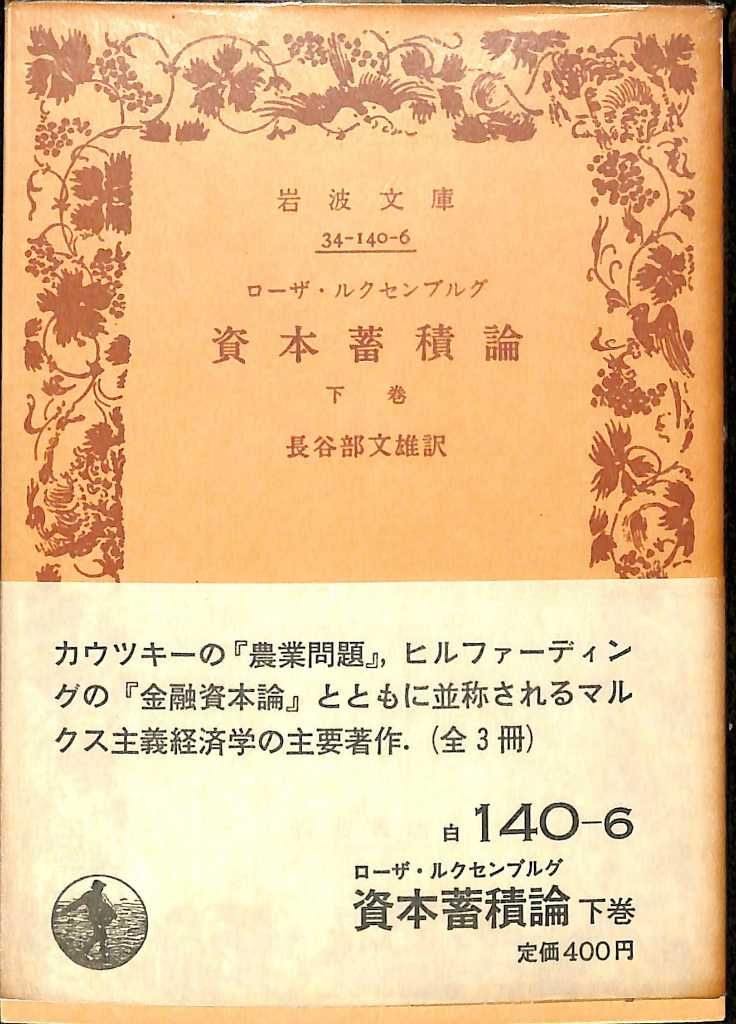 岩波文庫
34-140-6
ローザ・ルクセンブルグ
資本蓄積論
下巻
長谷部文雄訳
カウツキーの『農業問題』, ヒルファーディン
グの『金融資本論』とともに並称されるマル
クス主義経済学の主要著作. (全3冊)
白 140-6
ローザ・ルクセンブルグ
資本蓄積論 下巻
定価400円